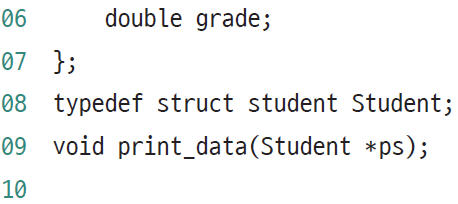 06 double grade;
07 };
08 typedef struct student Student;
09 void print_data(Student *ps);
10